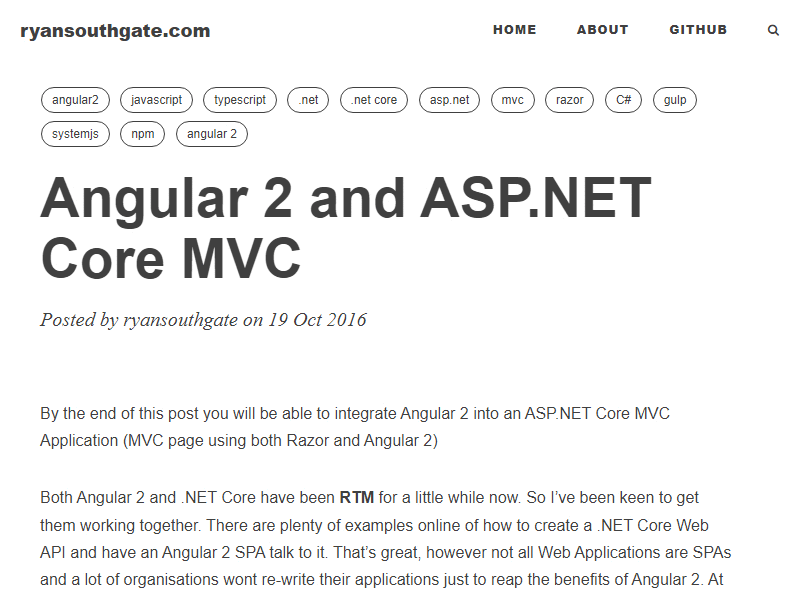 ryansouthgate.com HOME ABOUT GITHUB
angular2 javascript typescript .net .net core asp.net mvc razor C# gulp
systemjs npm angular 2
Angular 2 and ASP.NET
Core MVC
Posted by ryansouthgate on 19 Oct 2016
By the end of this post you will be able to integrate Angular 2 into an ASP.NET Core MVC
Application (MVC page using both Razor and Angular 2)
Both Angular 2 and .NET Core have been RTM for a little while now. So I’ve been keen to get
them working together. There are plenty of examples online of how to create a .NET Core Web
API and have an Angular 2 SPA talk to it. That’s great, however not all Web Applications are SPAs
and a lot of organisations wont re-write their applications just to reap the benefits of Angular 2. At